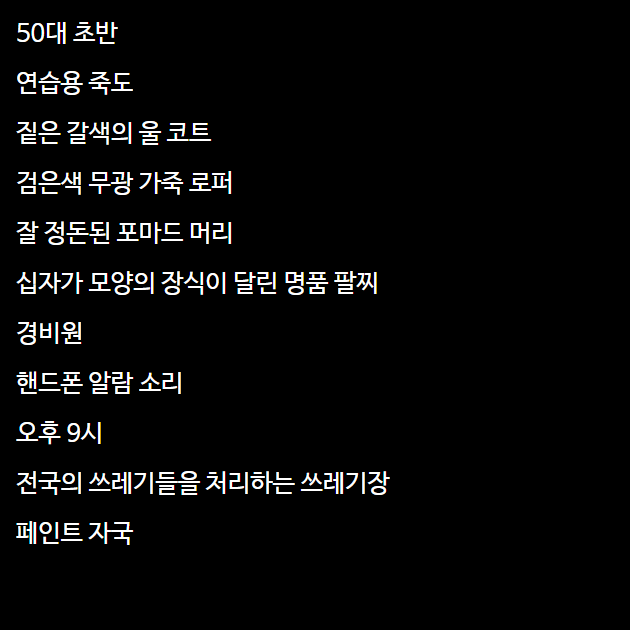 50대 초반
연습용 죽도
짙은 갈색의 울 코트
검은색 무광 가죽 로퍼
잘 정돈된 포마드 머리
십자가 모양의 장식이 달린 명품 팔찌
경비원
핸드폰 알람 소리
오후 9시
전국의 쓰레기들을 처리하는 쓰레기장
페인트 자국